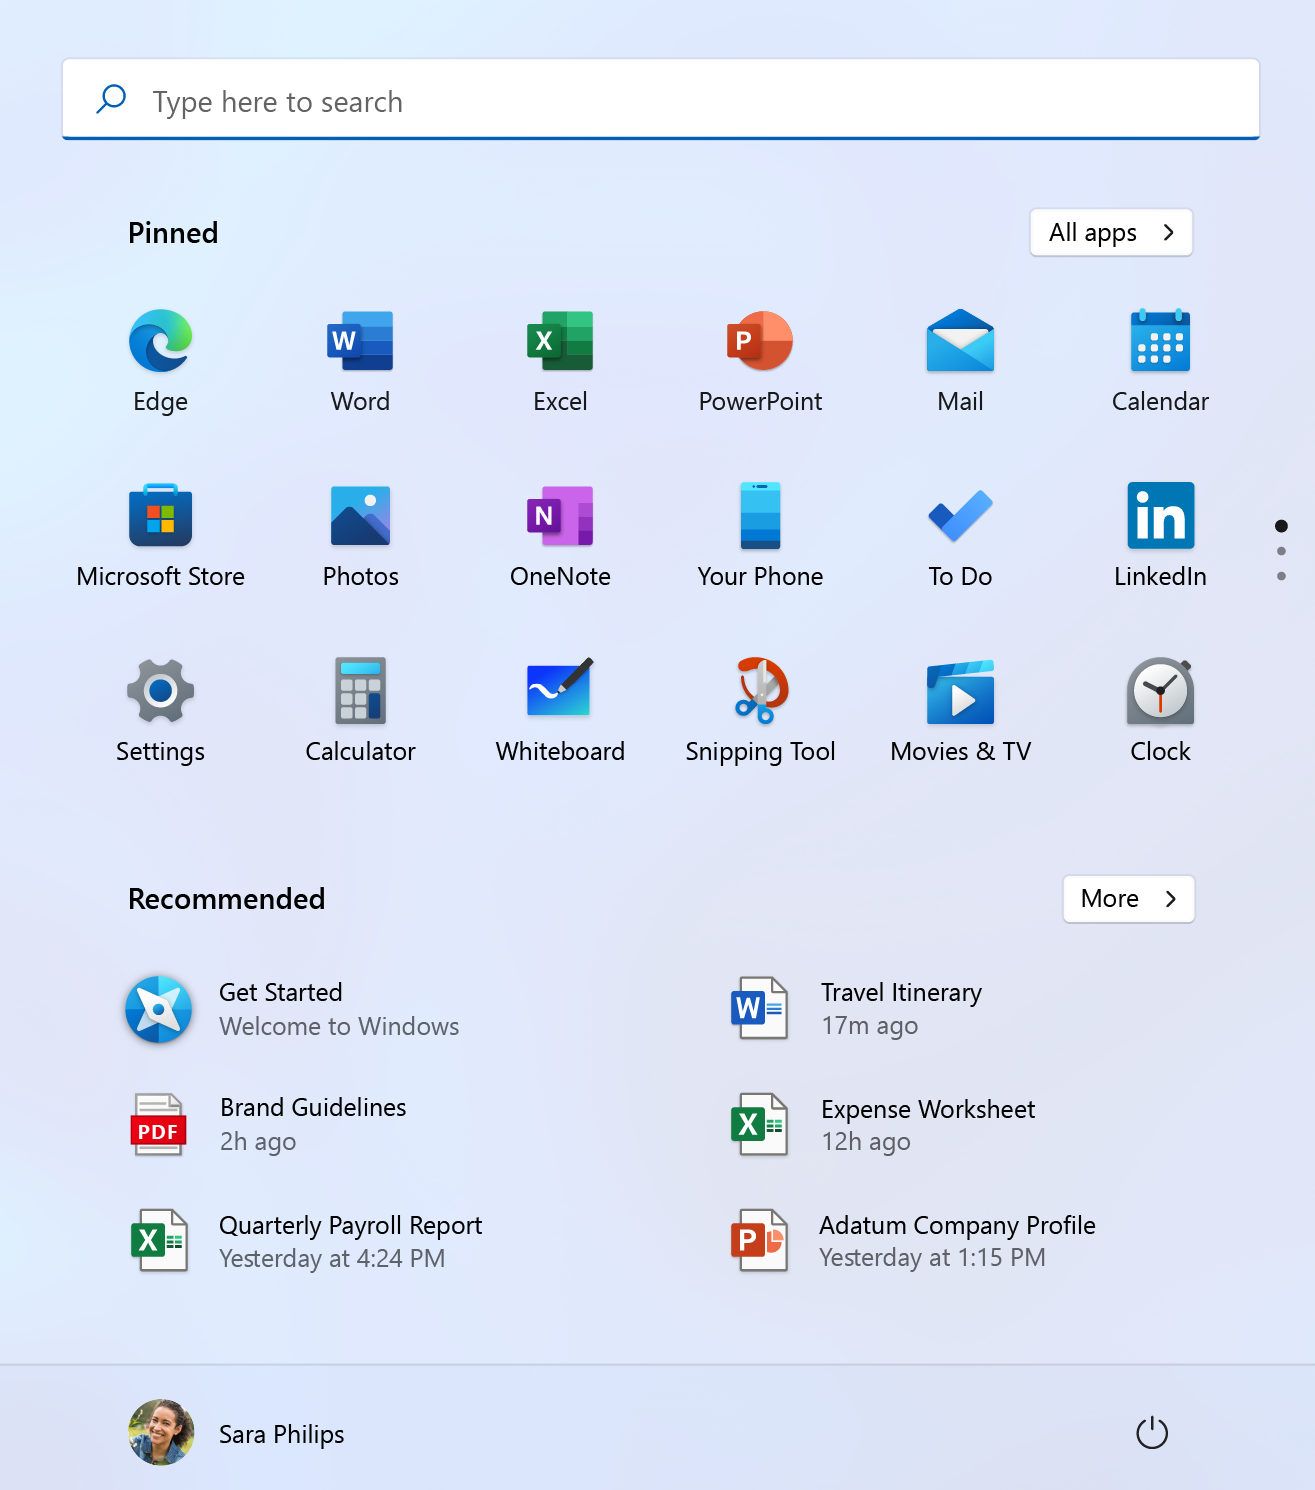 Type here to search
Pinned
All apps
Edge
W
Word
X
Excel
P
PowerPoint
Mail
Calendar
Microsoft Store
Photos
N
OneNote
Your Phone
To Do
in
LinkedIn
Settings
Calculator
Whiteboard
Snipping Tool
Movies & TV
Clock
Recommended
More
Get Started
Welcome to Windows
W
Travel Itinerary
17m ago
PDF
Brand Guidelines
2h ago
X
Expense Worksheet
12h ago
X
Quarterly Payroll Report
Yesterday at 4:24 PM
P
Adatum Company Profile
Yesterday at 1:15 PM
Sara Philips